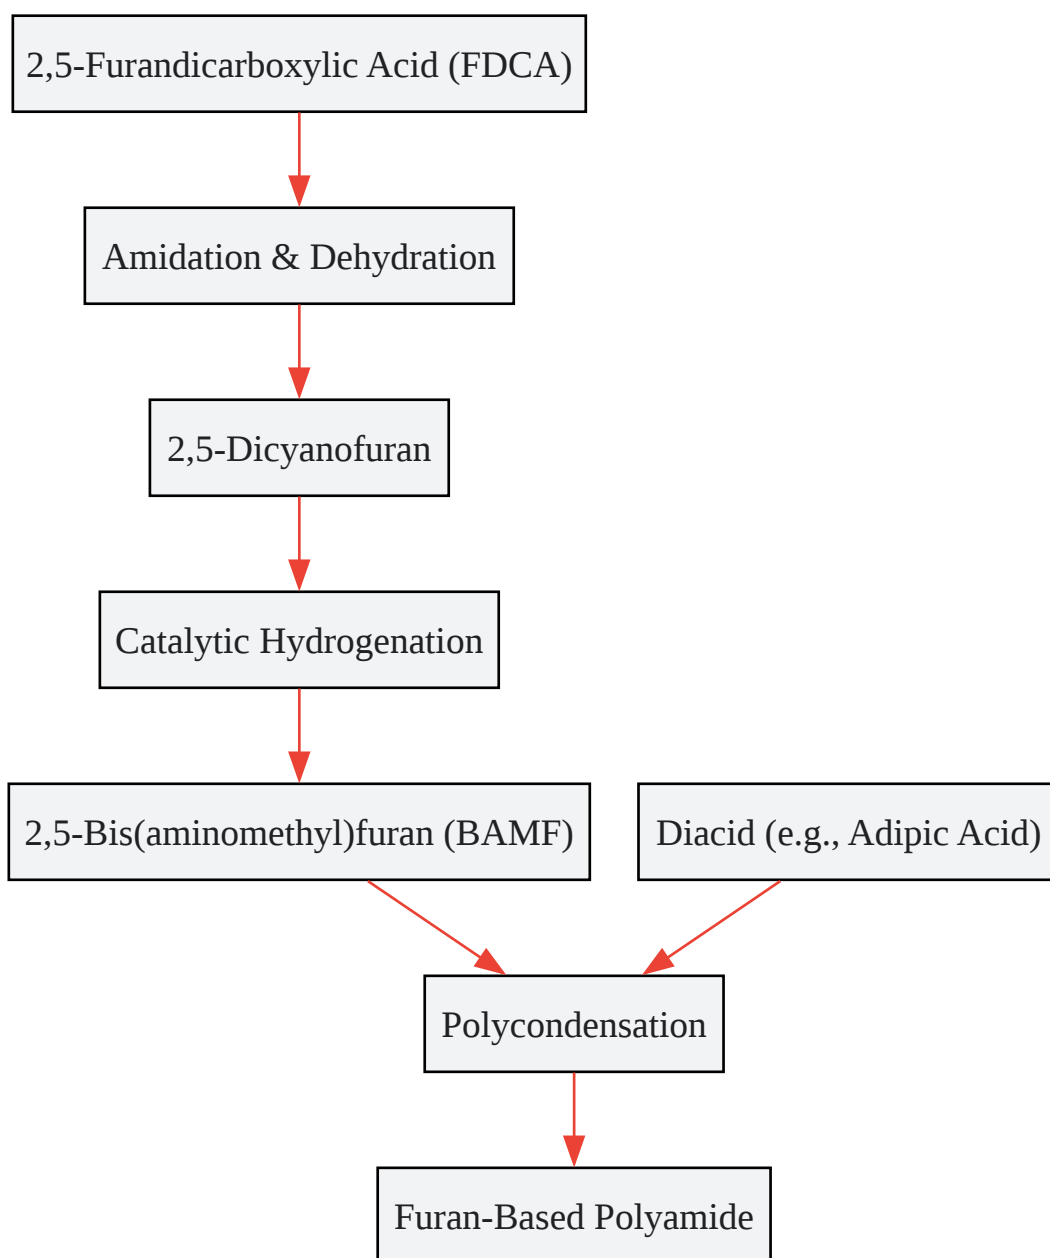 2,5-Furandicarboxylic Acid (FDCA)
Amidation & Dehydration
2,5-Dicyanofuran
Catalytic Hydrogenation
2,5-Bis(aminomethyl)furan (BAMF)
Diacid (e.g., Adipic Acid)
Polycondensation
Furan-Based Polyamide